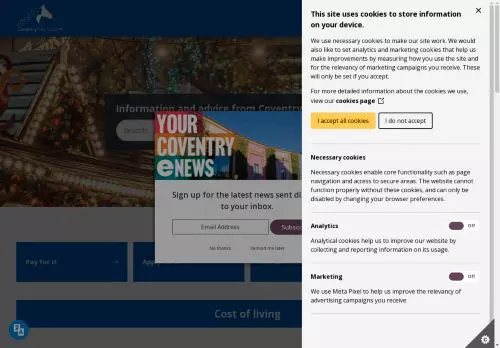 Coventry City Council
Information and advice from Coventry
Search
YOUR
COVENTRY
eNEWS
Sign up for the latest news sent di
to your inbox.
Email Address
Subsc
No thanks
Remind me later
Pay for it
→
App
Cost of living
This site uses cookies to store information
on your device.
We use necessary cookies to make our site work. We would
also like to set analytics and marketing cookies that help us
make improvements by measuring how you use the site and
for the relevancy of marketing campaigns you receive. These
will only be set if you accept.
For more detailed information about the cookies we use,
view our cookies page
I accept all cookies
I do not accept
Necessary cookies
Necessary cookies enable core functionality such as page
navigation and access to secure areas. The website cannot
function properly without these cookies, and can only be
disabled by changing your browser preferences.
Analytics
Off
Analytical cookies help us to improve our website by
collecting and reporting information on its usage.
Marketing
Off
We use Meta Pixel to help us improve the relevancy of
advertising campaigns you receive